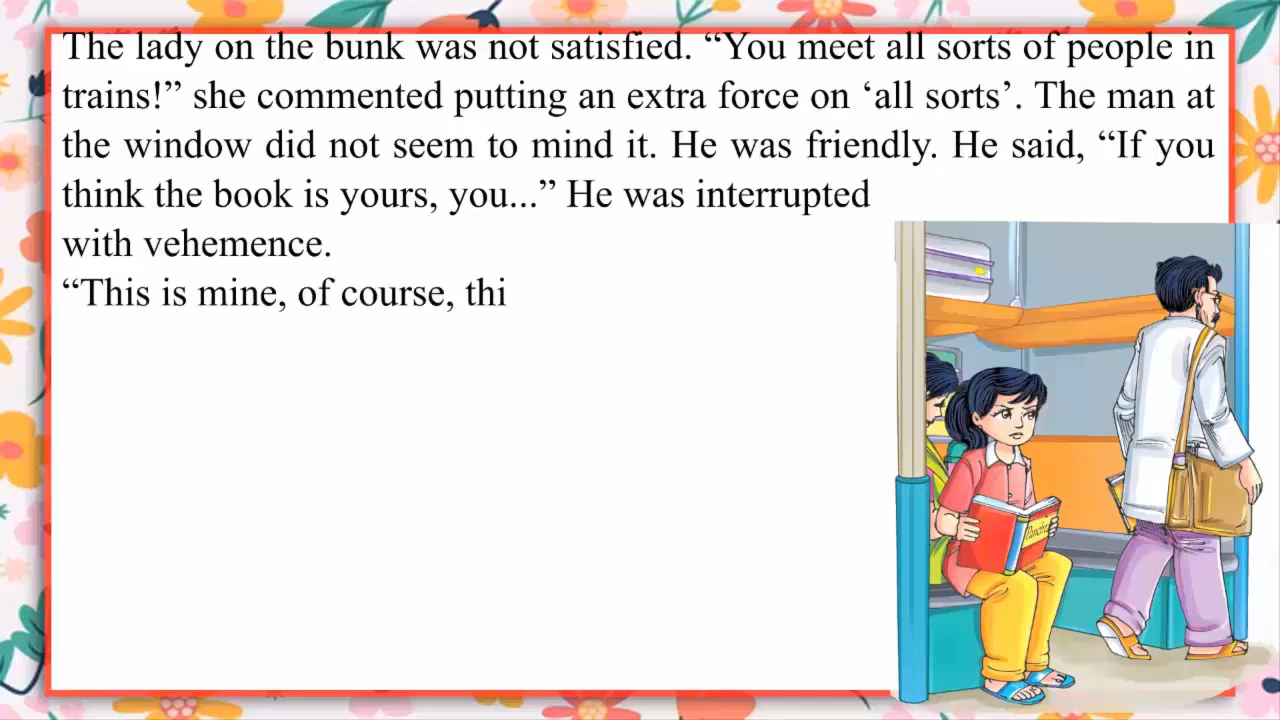 The lady on the bunk was not satisfied. “You meet all sorts of people in
trains!” she commented putting an extra force on ‘all sorts’. The man at
the window did not seem to mind it. He was friendly. He said, “If you
think the book is yours, you...” He was interrupted
with vehemence.
“This is mine, of course, thi